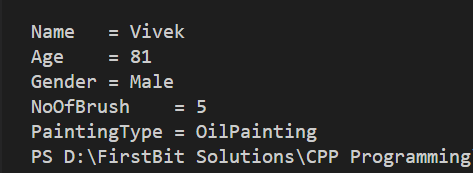 Name   = Vivek
Age    = 81
Gender = Male
NoOfBrush    = 5
PaintingType = OilPainting
PS D:\FirstBit Solutions\CPP Programming